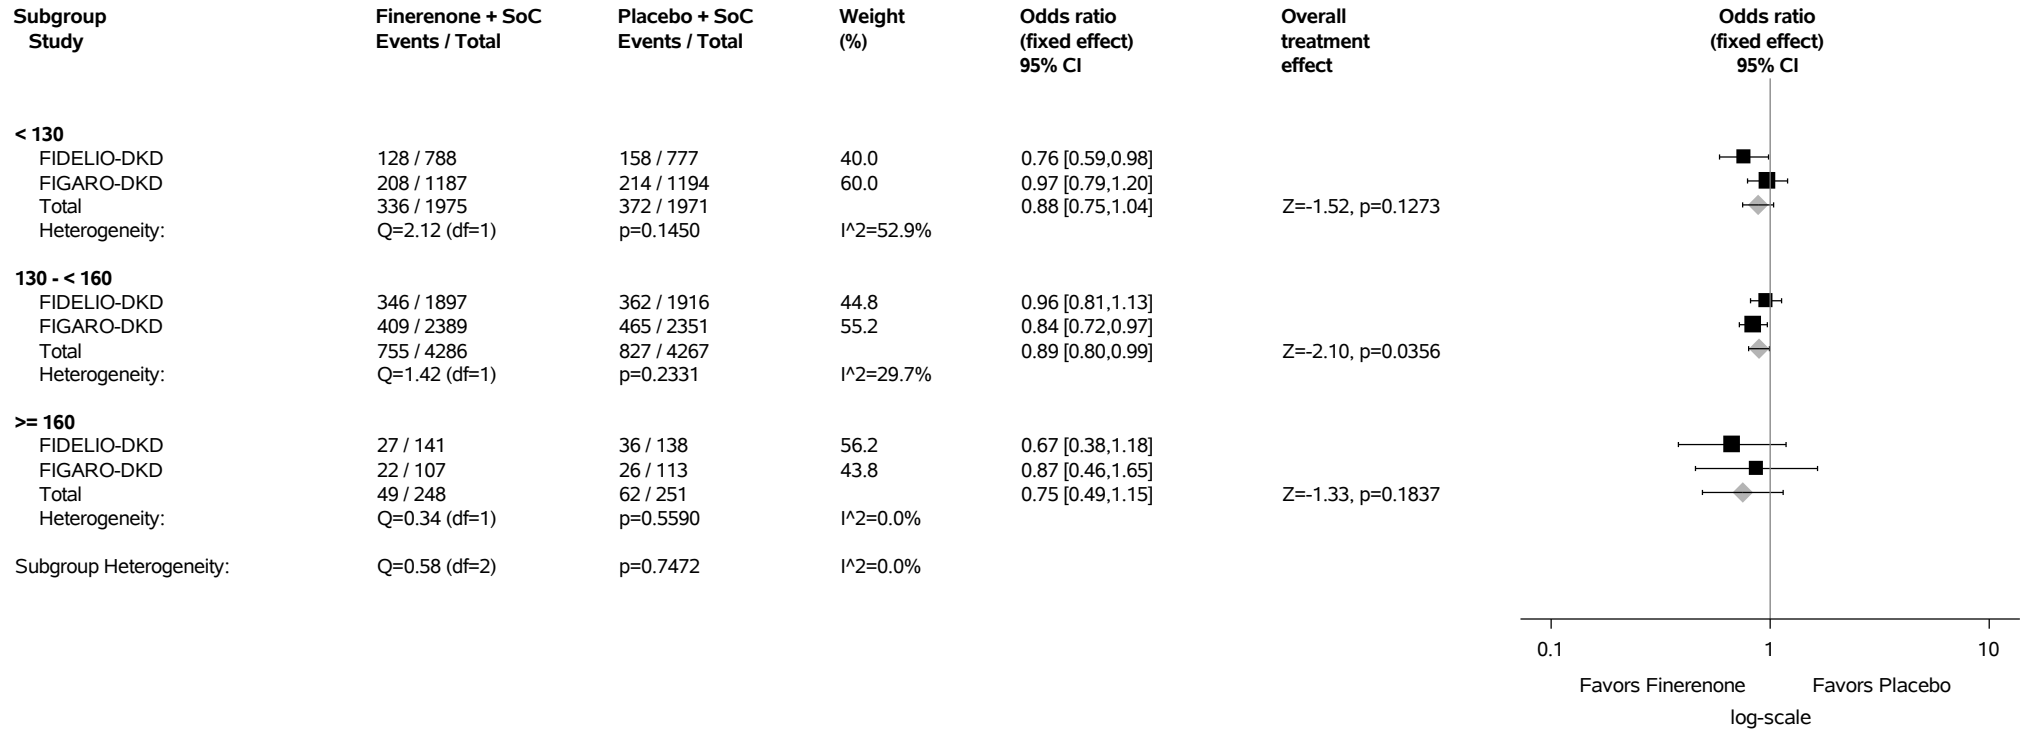 Subgroup Finerenone + SoC Placebo + SoC Weight Odds ratio Overall Odds ratio
Study Events / Total Events / Total (%) (fixed effect) treatment (fixed effect)
95% CI effect 95% CI
< 130
FIDELIO-DKD 128 / 788 158 / 777 40.0 0.76 [0.59,0.98]
FIGARO-DKD 208 / 1187 214 / 1194 60.0 0.97 [0.79,1.20]
Total 336 / 1975 372 / 1971 0.88 [0.75,1.04] Z=-1.52, p=0.1273
Heterogeneity: Q=2.12 (df=1) p=0.1450 I^2=52.9%
130 - < 160
FIDELIO-DKD 346 / 1897 362 / 1916 44.8 0.96 [0.81,1.13]
FIGARO-DKD 409 / 2389 465 / 2351 55.2 0.84 [0.72,0.97]
Total 755 / 4286 827 / 4267 0.89 [0.80,0.99] Z=-2.10, p=0.0356
Heterogeneity: Q=1.42 (df=1) p=0.2331 I^2=29.7%
>= 160
FIDELIO-DKD 27 / 141 36 / 138 56.2 0.67 [0.38,1.18]
FIGARO-DKD 22 / 107 26 / 113 43.8 0.87 [0.46,1.65]
Total 49 / 248 62 / 251 0.75 [0.49,1.15] Z=-1.33, p=0.1837
Heterogeneity: Q=0.34 (df=1) p=0.5590 I^2=0.0%
Subgroup Heterogeneity: Q=0.58 (df=2) p=0.7472 I^2=0.0%
0.1 1 10
Favors Finerenone Favors Placebo
log-scale